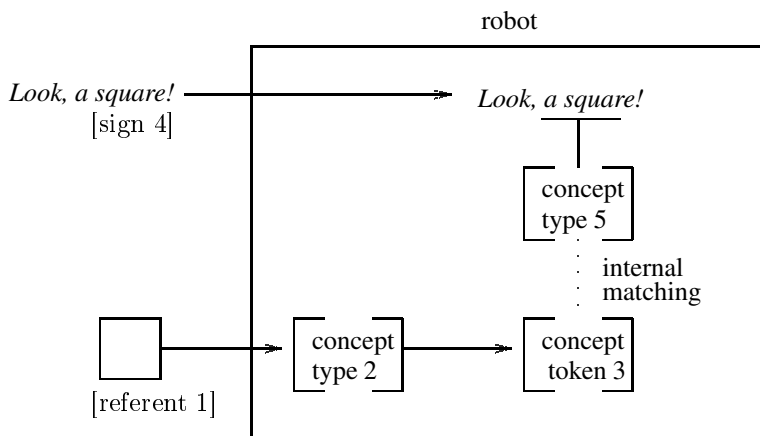 robot
Look, a square!
[sign 4]
Look, a square!
concept
type 5
internal
matching
concept
type 2
concept
token 3
[referent 1]